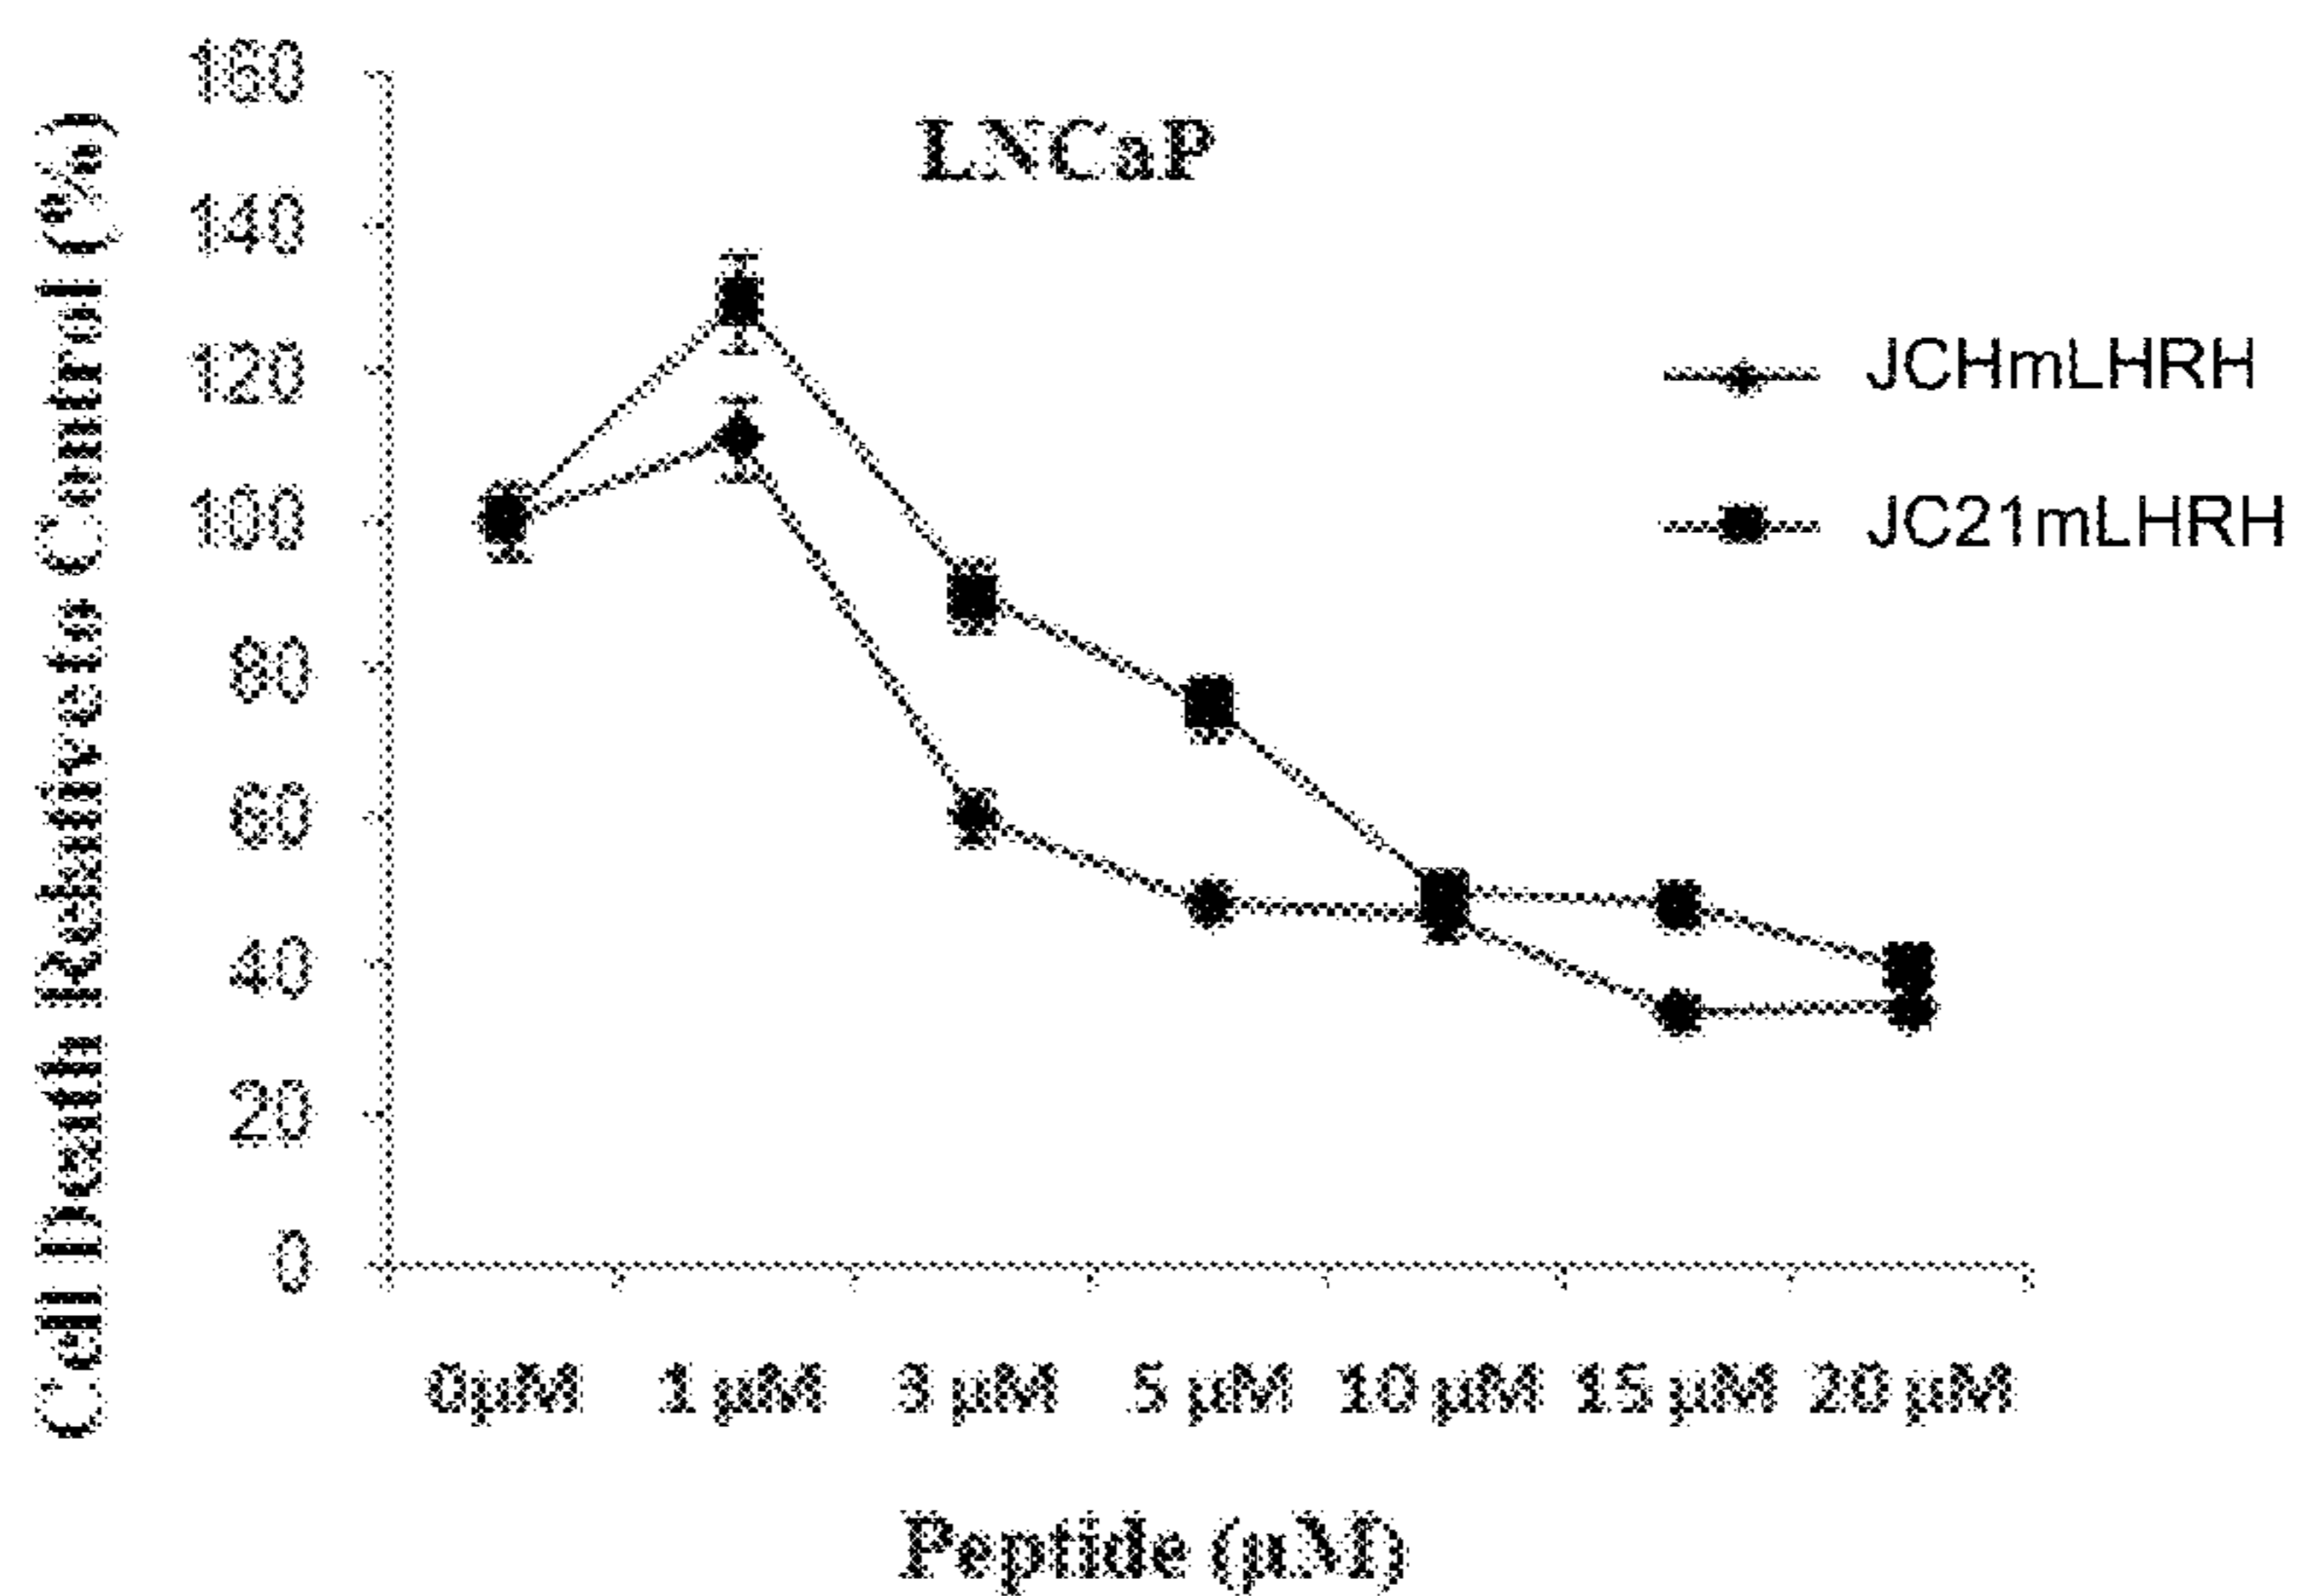 LNCaP
Cell Death Relative to Control (%)
160
140
120
100
80
60
40
20
0
JCHmLHRH
JC21mLHRH
0µM 1 µM 3 µM 5 µM 10 µM 15 µM 20 µM
Peptide (µM)